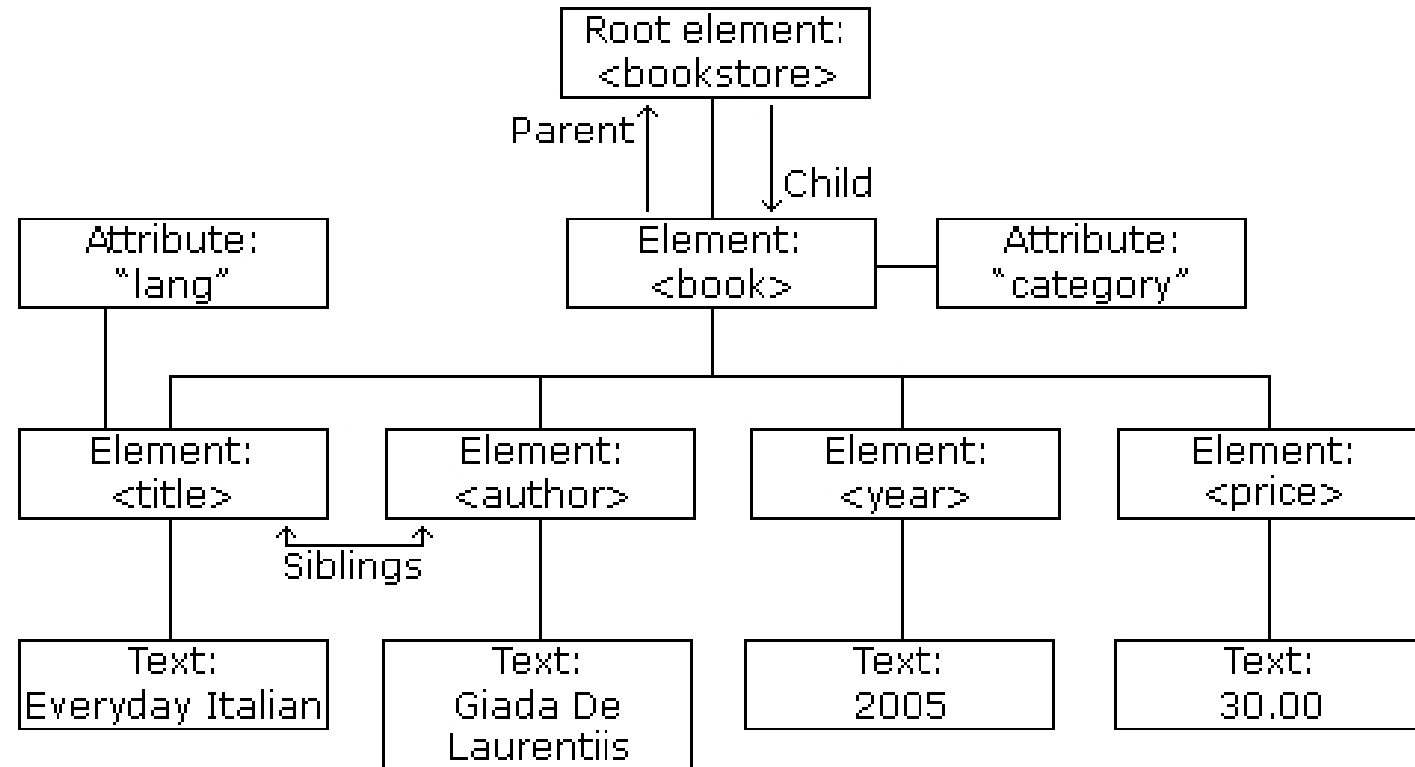 Root element:
<bookstore>
Parent
Child
Attribute:
“lang”
Element:
<book>
Attribute:
“category”
Element:
<title>
Element:
<author>
Element:
<year>
Element:
<price>
Siblings
Text:
Everyday Italian
Text:
Giada De
Laurentiis
Text:
2005
Text:
30.00